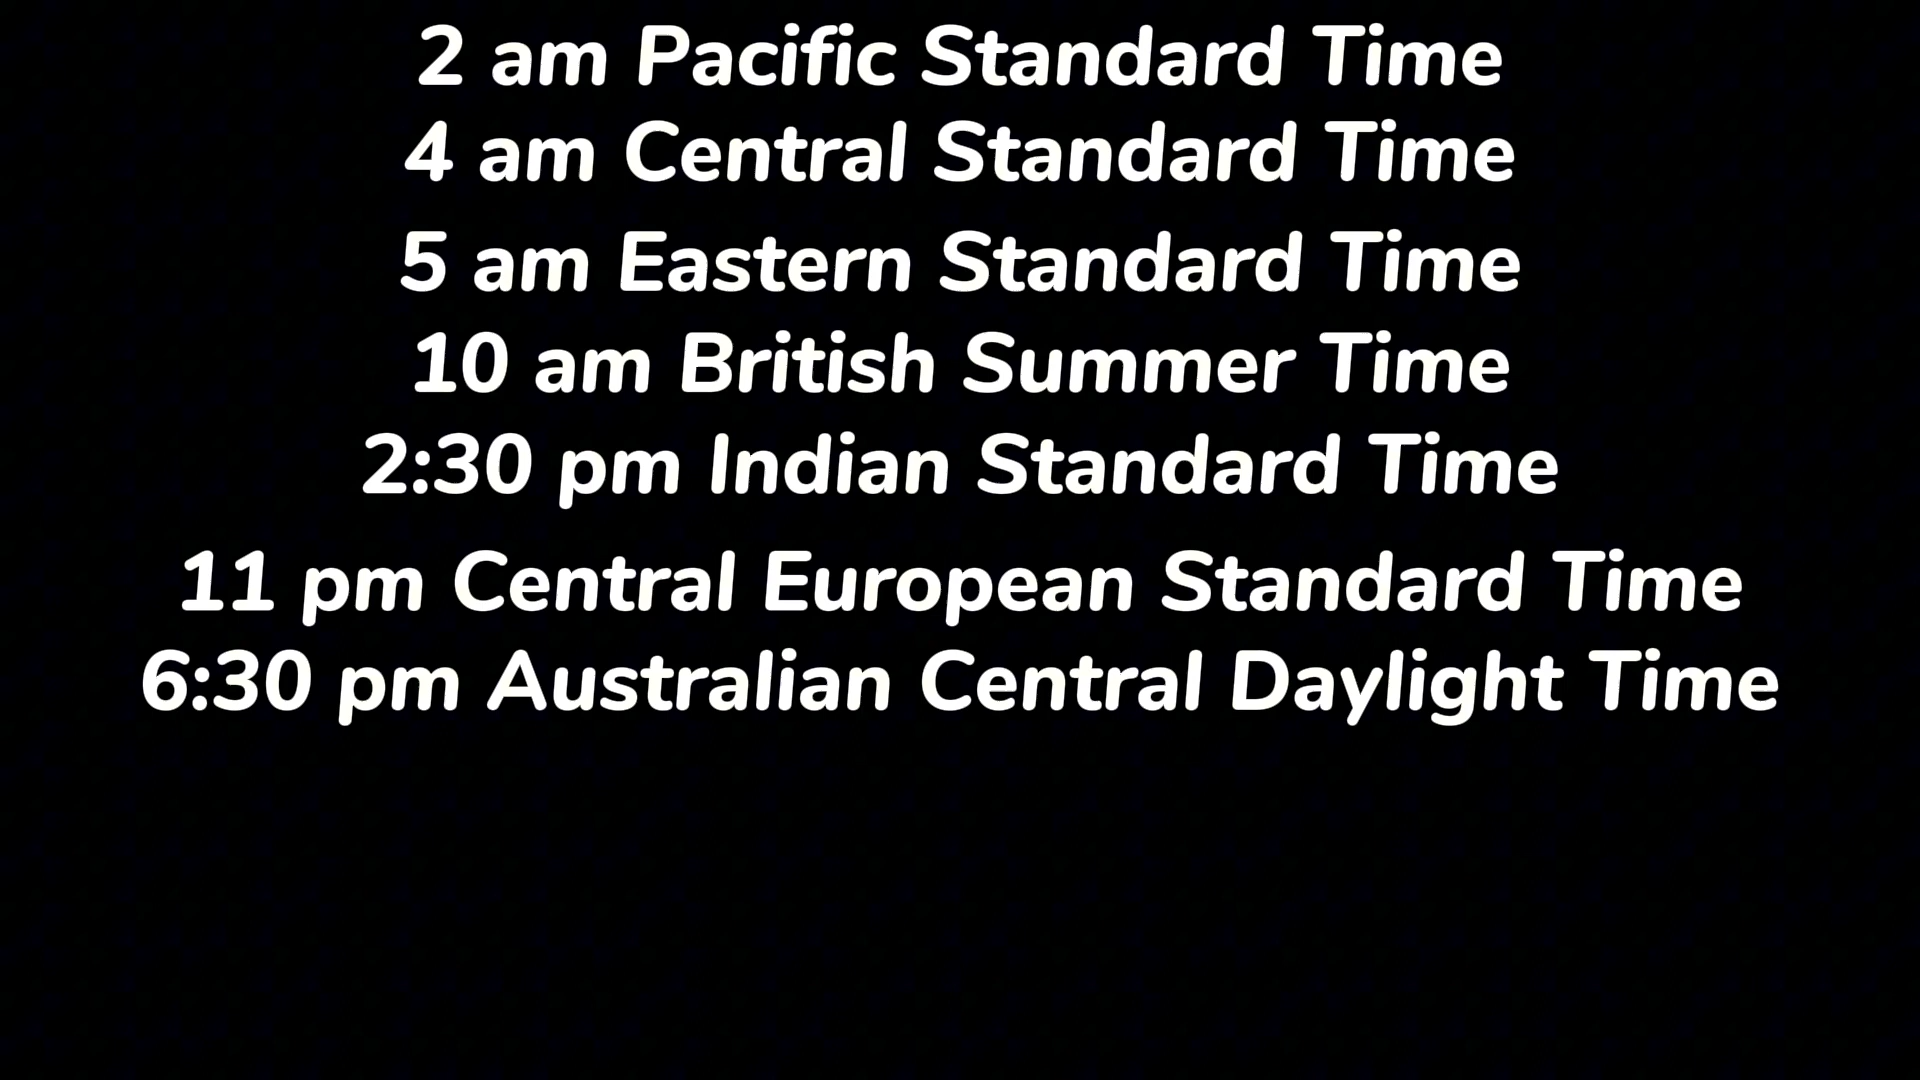 2 am Pacific Standard Time
4 am Central Standard Time
5 am Eastern Standard Time
10 am British Summer Time
2:30 pm Indian Standard Time
11 pm Central European Standard Time
6:30 pm Australian Central Daylight Time